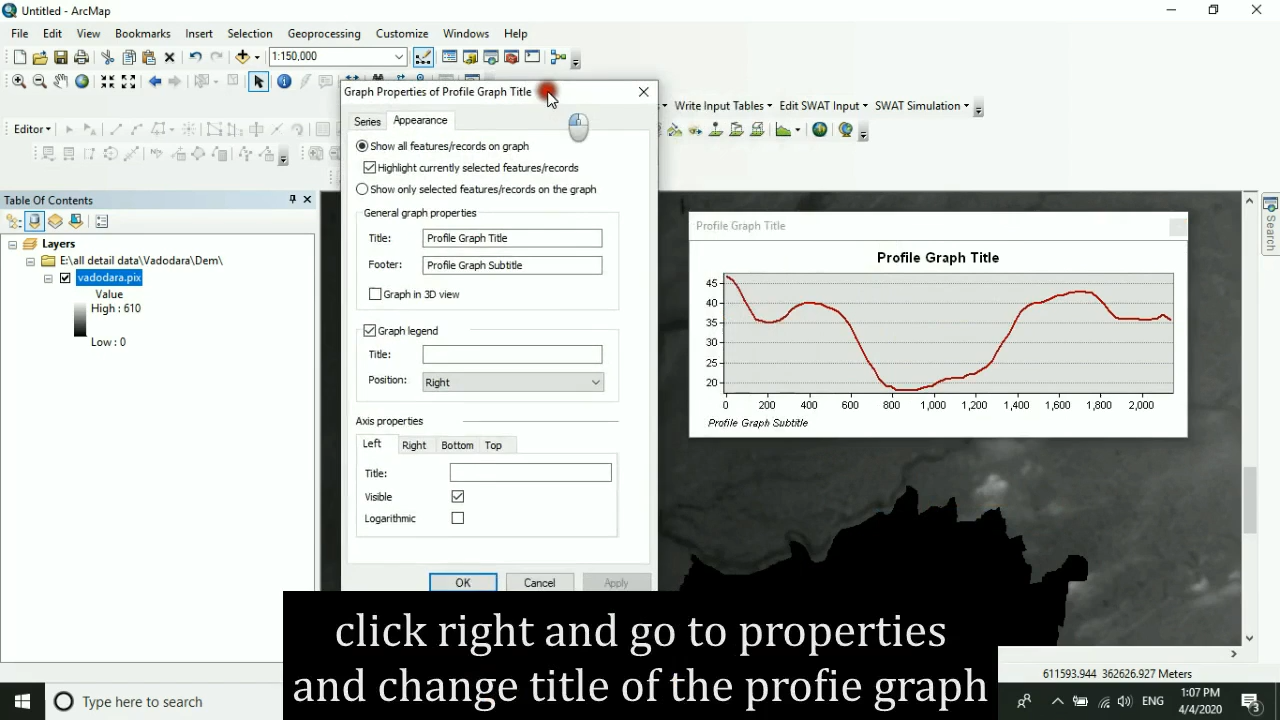 Untitled - ArcMap
File Edit View Bookmarks Insert Selection Geoprocessing Customize Windows Help
1:150,000
Graph Properties of Profile Graph Title
Write Input Tables Edit SWAT Input SWAT Simulation
Series Appearance
Editor
Show all features/records on graph
Highlight currently selected features/records
Show only selected features/records on the graph
Table Of Contents
General graph properties
Title: Profile Graph Title
Footer: Profile Graph Subtitle
Graph in 3D view
Graph legend
Title:
Position: Right
Axis properties
Left Right Bottom Top
Title:
Visible
Logarithmic
OK Cancel Apply
Layers
E:\all detail data\Vadodara\Dem\
vadodara.pix
Value
High : 610
Low : 0
Profile Graph Title
Profile Graph Title
45
40
35
30
25
20
0 200 400 600 800 1,000 1,200 1,400 1,600 1,800 2,000
Profile Graph Subtitle
Search
click right and go to properties
and change title of the profie graph
611593.944 362626.927 Meters
Type here to search
ENG
1:07 PM
4/4/2020
3